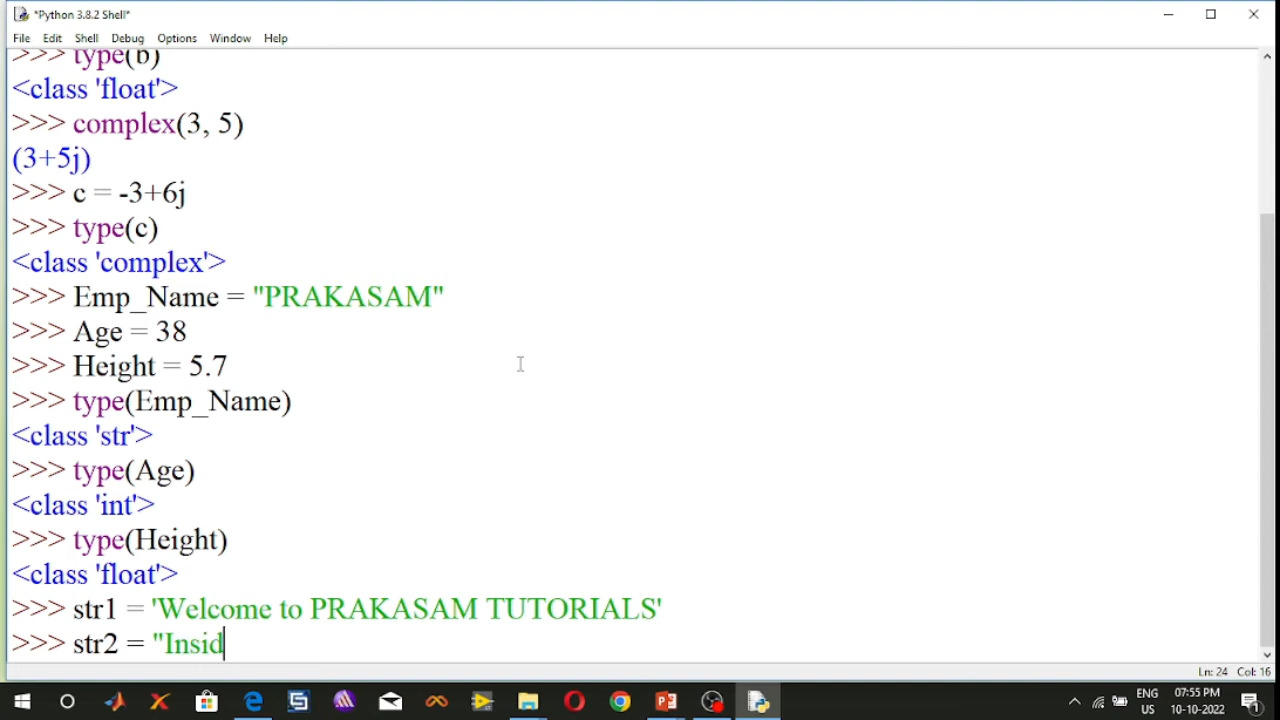 *Python 3.8.2 Shell*
File Edit Shell Debug Options Window Help
>>> type(b)
<class 'float'>
>>> complex(3, 5)
(3+5j)
>>> c = -3+6j
>>> type(c)
<class 'complex'>
>>> Emp_Name = "PRAKASAM"
>>> Age = 38
>>> Height = 5.7
>>> type(Emp_Name)
<class 'str'>
>>> type(Age)
<class 'int'>
>>> type(Height)
<class 'float'>
>>> str1 = 'Welcome to PRAKASAM TUTORIALS'
>>> str2 = "Insid
Ln: 24 Col: 16
ENG 07:55 PM
US 10-10-2022